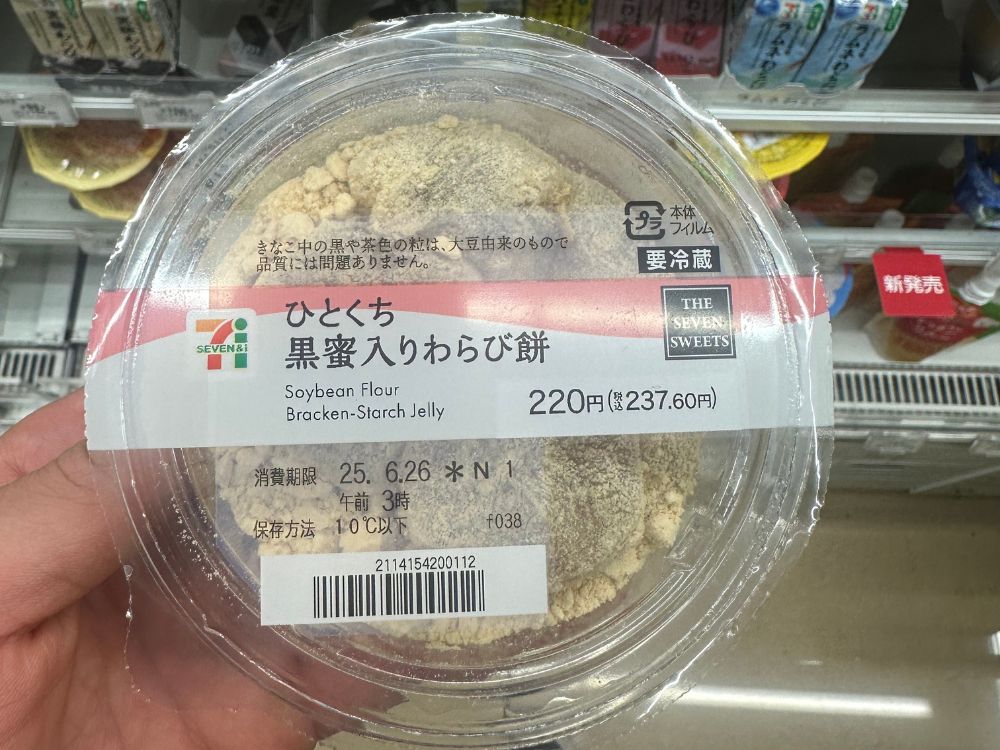 きなこ中の黒や茶色の粒は、大豆由来のもので
品質には問題ありません。
プラ
本体
フィルム
要冷蔵
SEVEN&i
ひとくち
黒蜜入りわらび餅
Soybean Flour
Bracken-Starch Jelly
THE
SEVEN
SWEETS
220円(税込237.60円)
消費期限 25. 6.26 *N 1
午前 3時
保存方法 10℃以下 f038
2114154200112
新発売